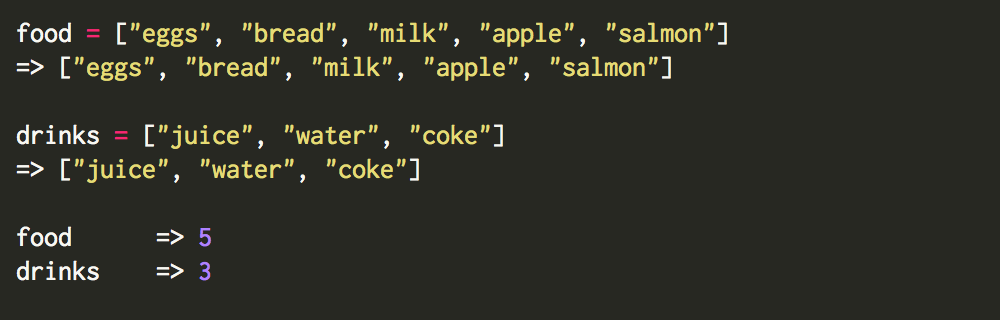 food = ["eggs", "bread", "milk", "apple", "salmon"]
=> ["eggs", "bread", "milk", "apple", "salmon"]
drinks = ["juice", "water", "coke"]
=> ["juice", "water", "coke"]
food      => 5
drinks    => 3